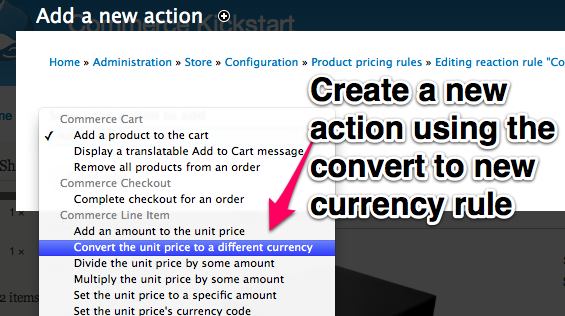 Commerce Kickstart
Add a new action
Home » Administration » Store » Configuration » Product pricing rules » Editing reaction rule "Co
Create a new
action using the
convert to new
currency rule
Commerce Cart
✓ Add a product to the cart
Display a translatable Add to Cart message
Remove all products from an order
Commerce Checkout
Complete checkout for an order
Commerce Line Item
Add an amount to the unit price
Convert the unit price to a different currency
Divide the unit price by some amount
Multiply the unit price by some amount
Set the unit price to a specific amount
Set the unit price's currency code
me
Sh
1 ×
1 ×
2 items